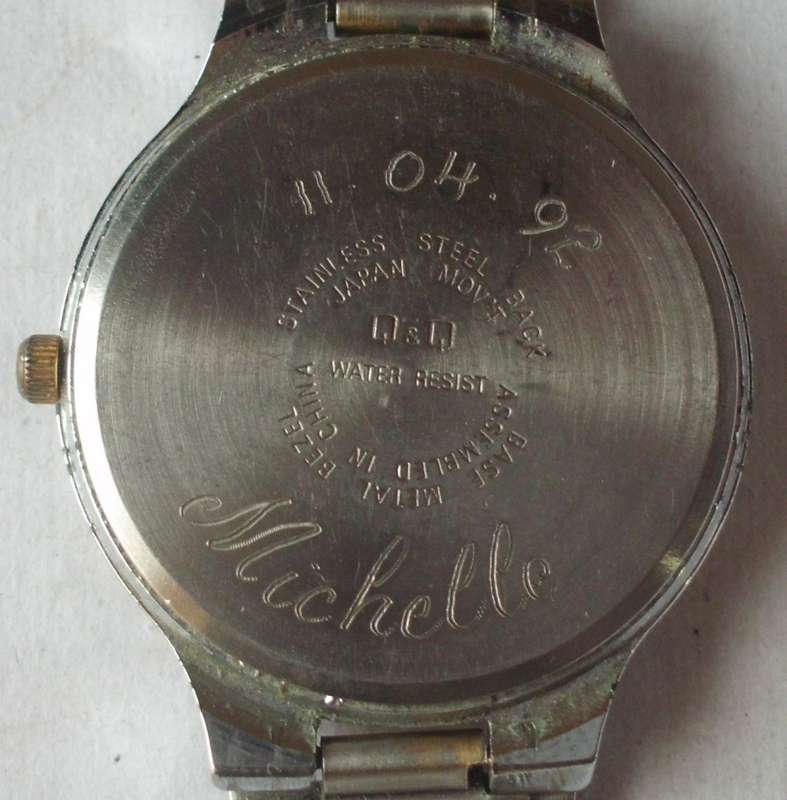 11 04. 92
STAINLESS STEEL BACK
JAPAN MOV'T
Q&Q
WATER RESIST
BASE METAL BEZEL
ASSEMBLED IN CHINA
Michelle